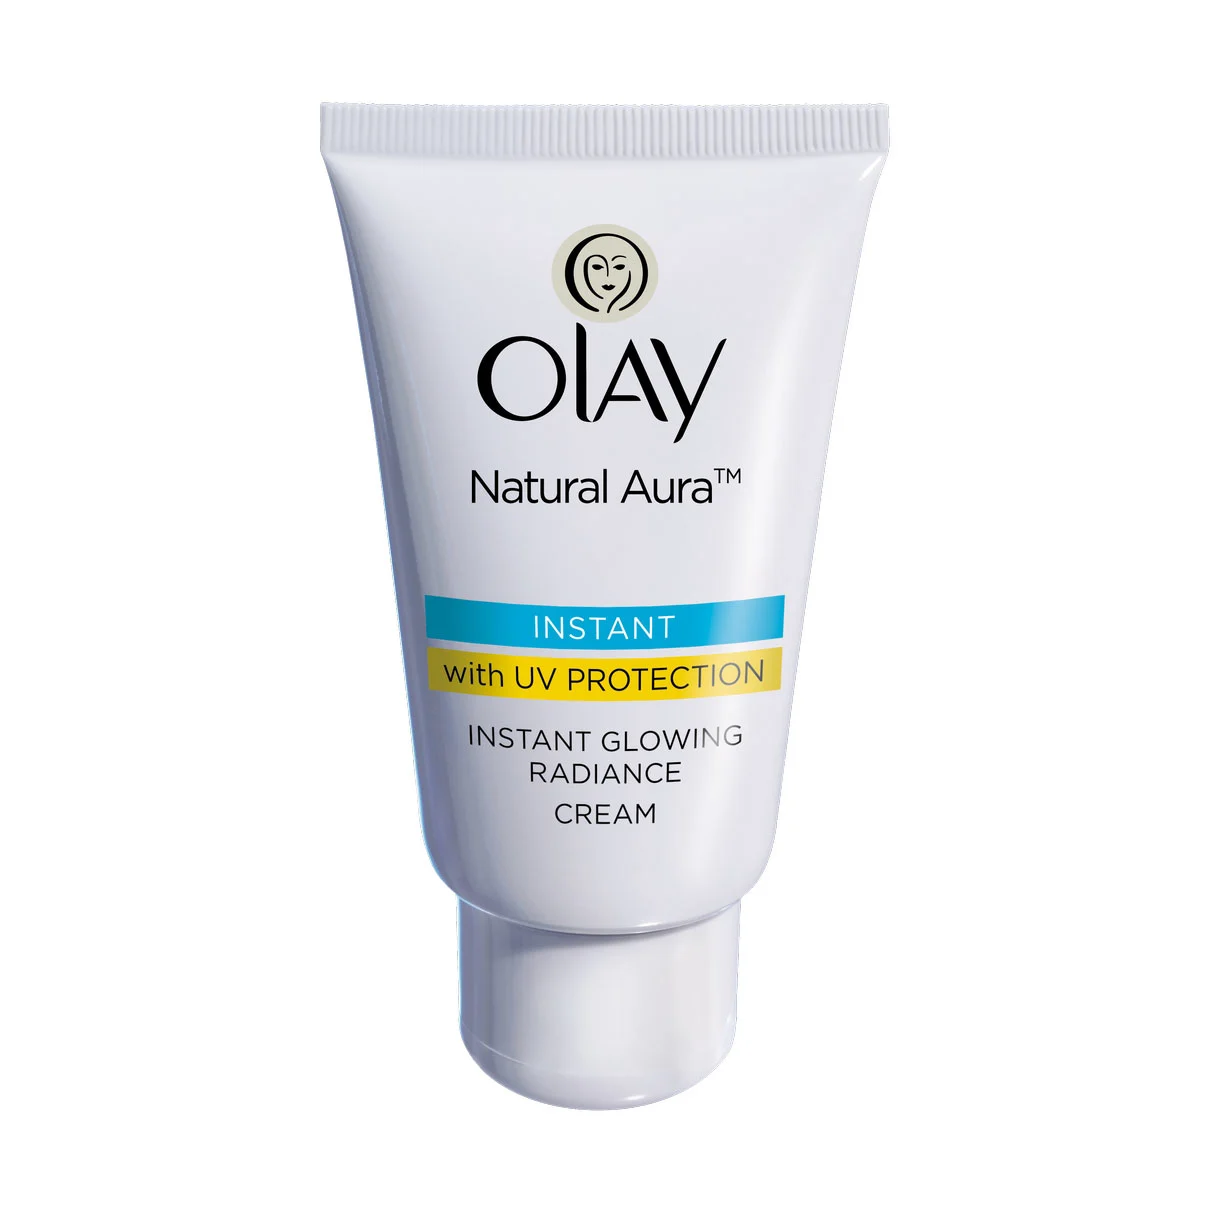 OLAY
Natural Aura™
INSTANT
with UV PROTECTION
INSTANT GLOWING
RADIANCE
CREAM